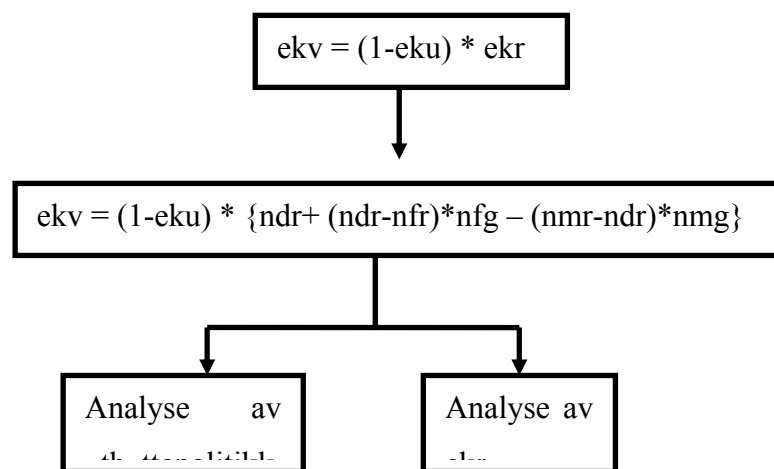 ekv = (1-eku) * ekr
ekv = (1-eku) * {ndr+ (ndr-nfr)*nfg – (nmr-ndr)*nmg}
Analyse av
Analyse av